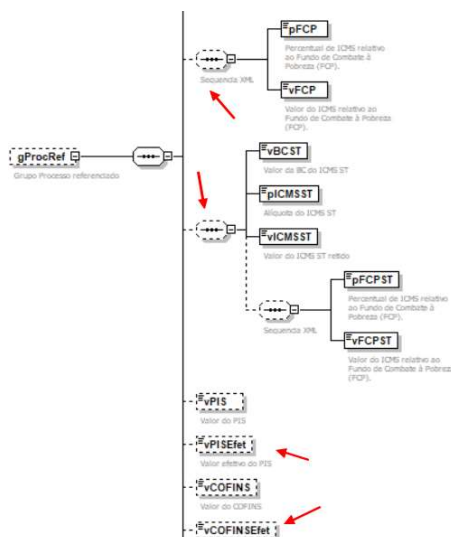 pFCP
Percentual de ICMS relativo
ao Fundo de Combate à
Pobreza (FCP).
Sequencia XML
vFCP
Valor do ICMS relativo ao
Fundo de Combate à Pobreza
(FCP).
gProcRef
Grupo Processo referenciado
vBCST
Valor da BC do ICMS ST
pICMSST
Alíquota do ICMS ST
vICMSST
Valor do ICMS ST retido
pFCPST
Percentual de ICMS relativo
ao Fundo de Combate à
Pobreza (FCP).
Sequencia XML
vFCPST
Valor do ICMS relativo ao
Fundo de Combate à Pobreza
(FCP).
vPIS
Valor do PIS
vPISEfet
Valor efetivo do PIS
vCOFINS
Valor do COFINS
vCOFINSEfet